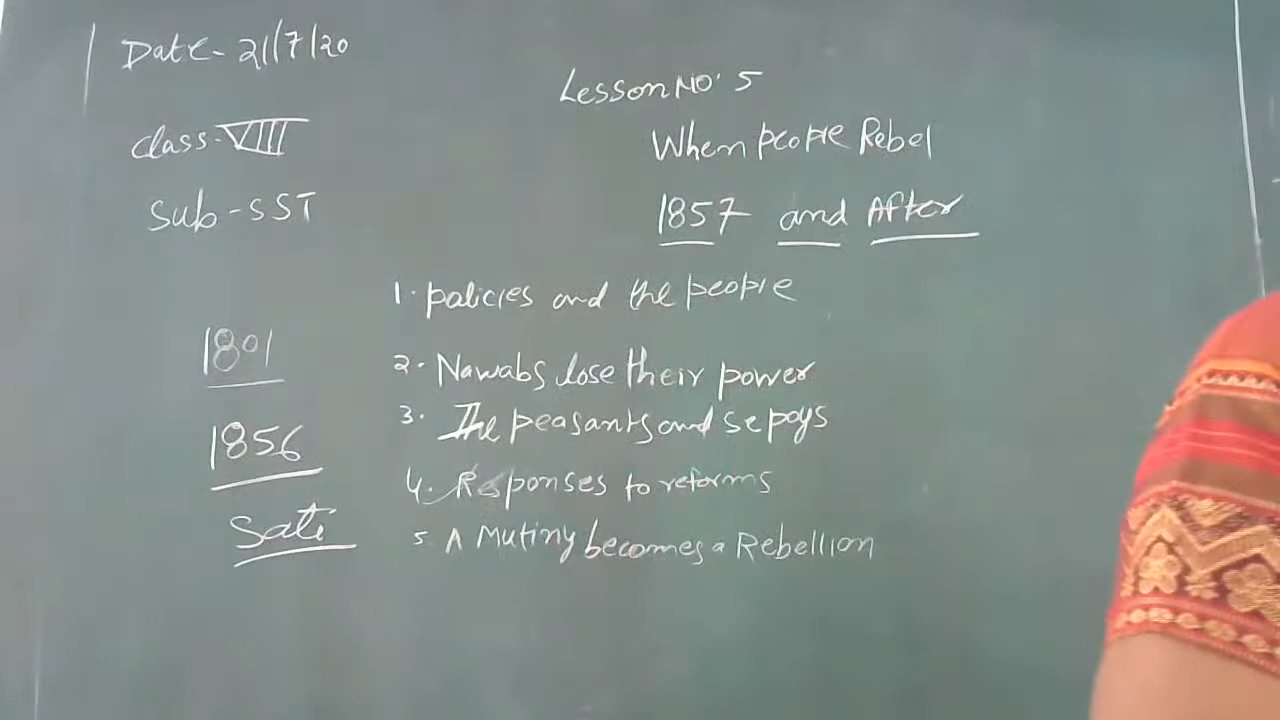 Date- 21/7/20
Class- VIII
Sub-SST
Lesson No. 5
When people Rebel
1857 and After
1. policies and the people
2. Nawabs lose their power
3. The peasants and sepoys
4. Responses to reforms
5 A Mutiny becomes a Rebellion
1801
1856
Sati